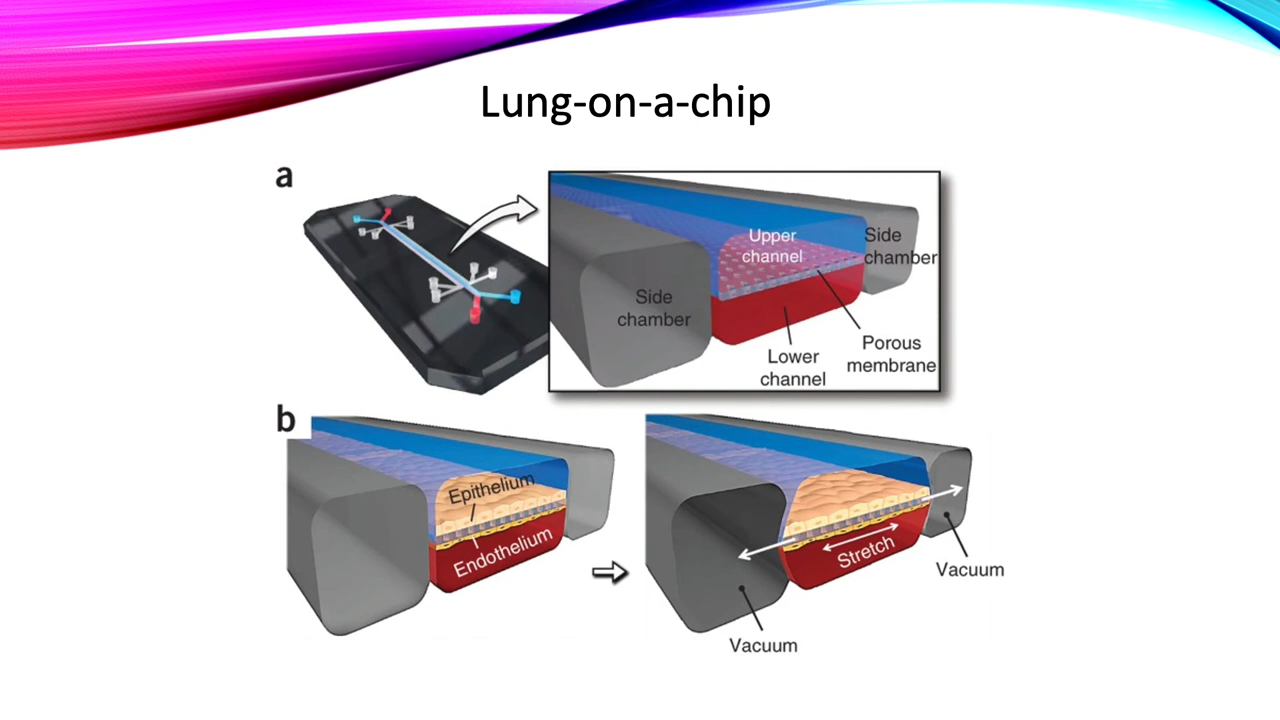 Lung-on-a-chip
a
Upper
channel
Side
chamber
Side
chamber
Lower
channel
Porous
membrane
b
Epithelium
Endothelium
Stretch
Vacuum
Vacuum